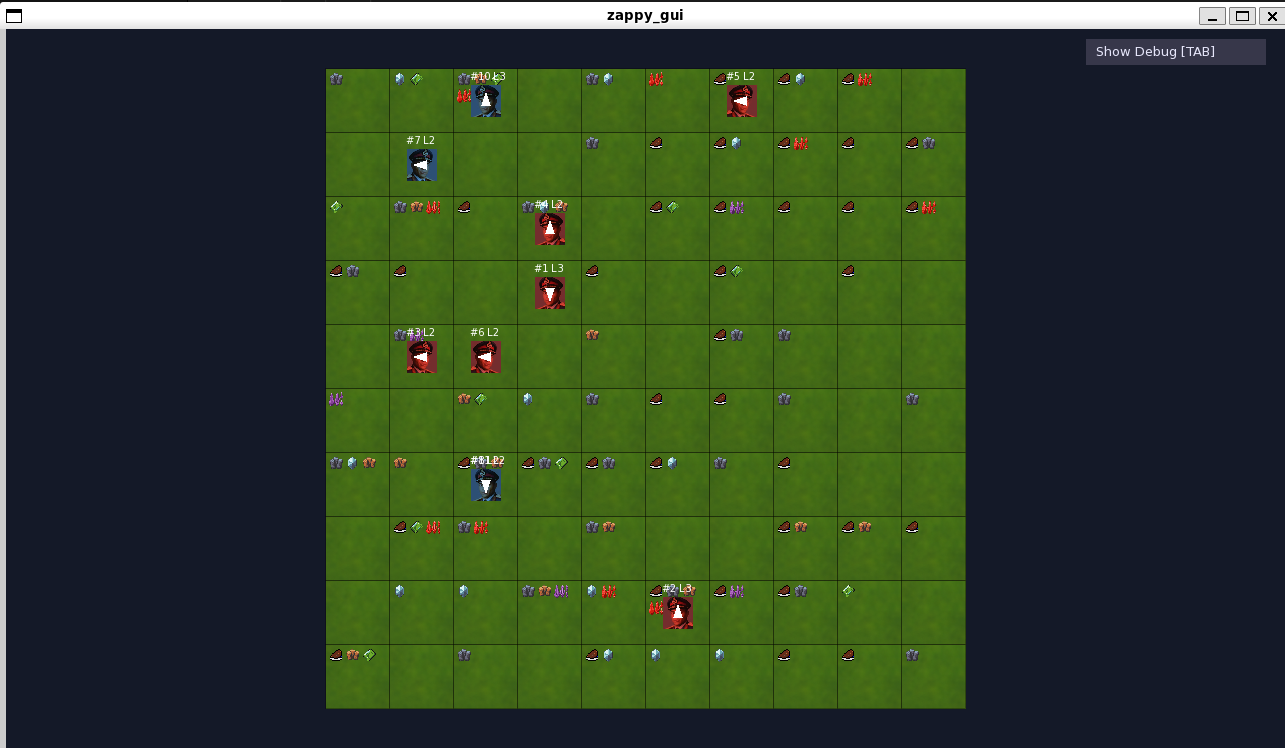 zappy_gui
Show Debug [TAB]
#10 L3
#5 L2
#7 L2
#4 L2
#1 L3
#3 L2
#6 L2
#2 L3